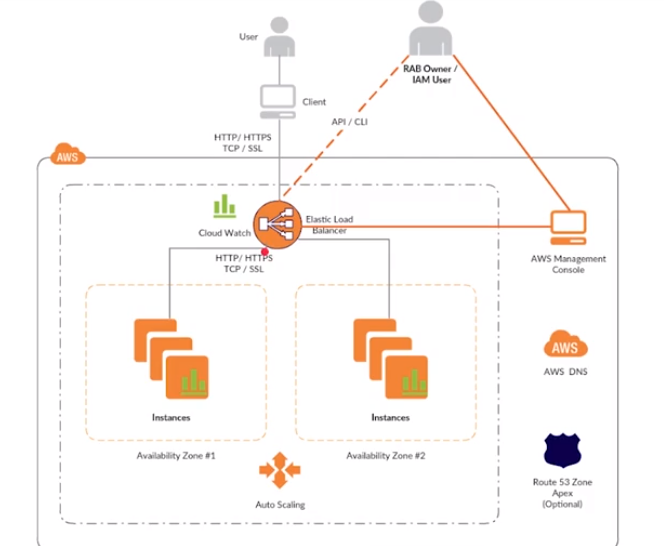 User
RAB Owner /
IAM User
Client
API / CLI
HTTP/ HTTPS
TCP / SSL
AWS
Cloud Watch
Elastic Load
Balancer
HTTP/ HTTPS
TCP / SSL
AWS Management
Console
AWS
AWS DNS
Instances
Instances
Availability Zone #1
Availability Zone #2
Auto Scaling
Route 53 Zone
Apex
(Optional)